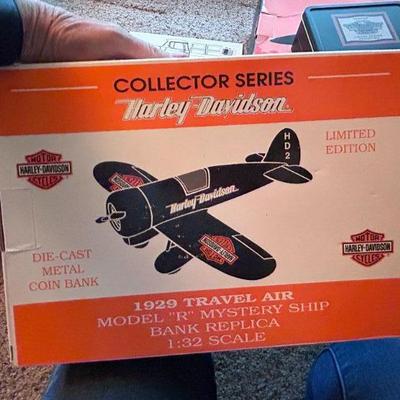 COLLECTOR SERIES
Harley-Davidson
LIMITED
EDITION
HD2
MOTOR
HARLEY-DAVIDSON
CYCLES
Harley-Davidson
MOTOR
HARLEY-DAVIDSON
CYCLES
DIE-CAST
METAL
COIN BANK
1929 TRAVEL AIR
MODEL "R" MYSTERY SHIP
BANK REPLICA
1:32 SCALE